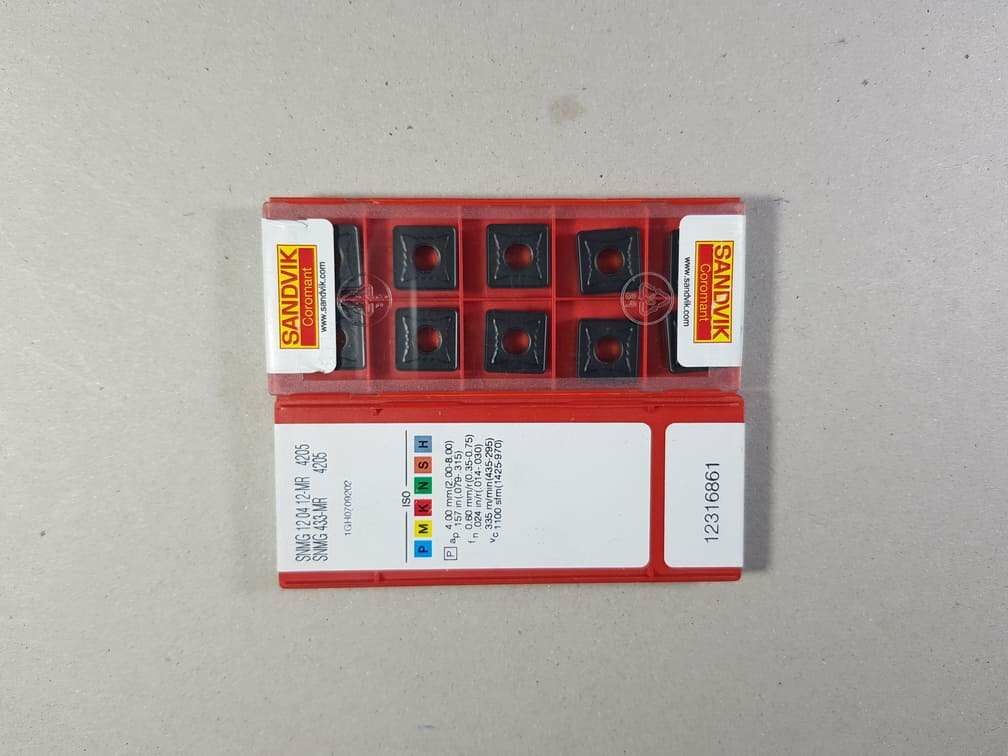 SANDVIK
Coromant
www.sandvik.com
SANDVIK
Coromant
www.sandvik.com
SNMG 12 04 12-MR 4205
SNMG 433-MR 4205
1GH0709202
ISO
P M K N S H
P ap 4.00 mm(2.00-8.00)
.157 in(.079-.315)
fn 0.60 mm/r(0.35-0.75)
.024 in/r(.014-.030)
vc 335 m/min(435-295)
1100 sfm(1425-970)
12316861